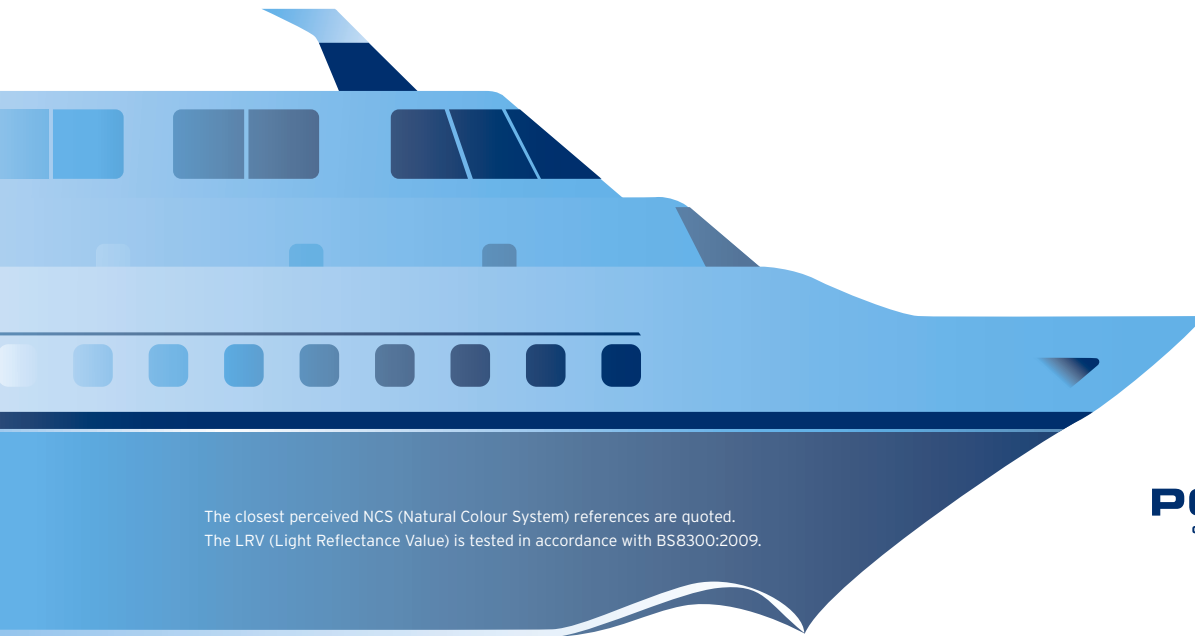 The closest perceived NCS (Natural Colour System) references are quoted.
The LRV (Light Reflectance Value) is tested in accordance with BS8300:2009.